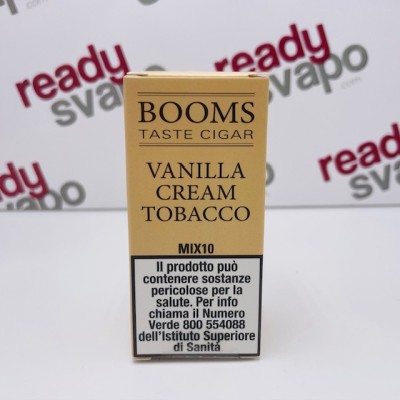 ready
svapo
ready
svapo
ready
svapo
ready
svapo
BOOMS
TASTE CIGAR
VANILLA
CREAM
TOBACCO
MIX10
Il prodotto può
contenere sostanze
pericolose per la
salute. Per info
chiama il Numero
Verde 800 554088
dell'Istituto Superiore
di Sanità